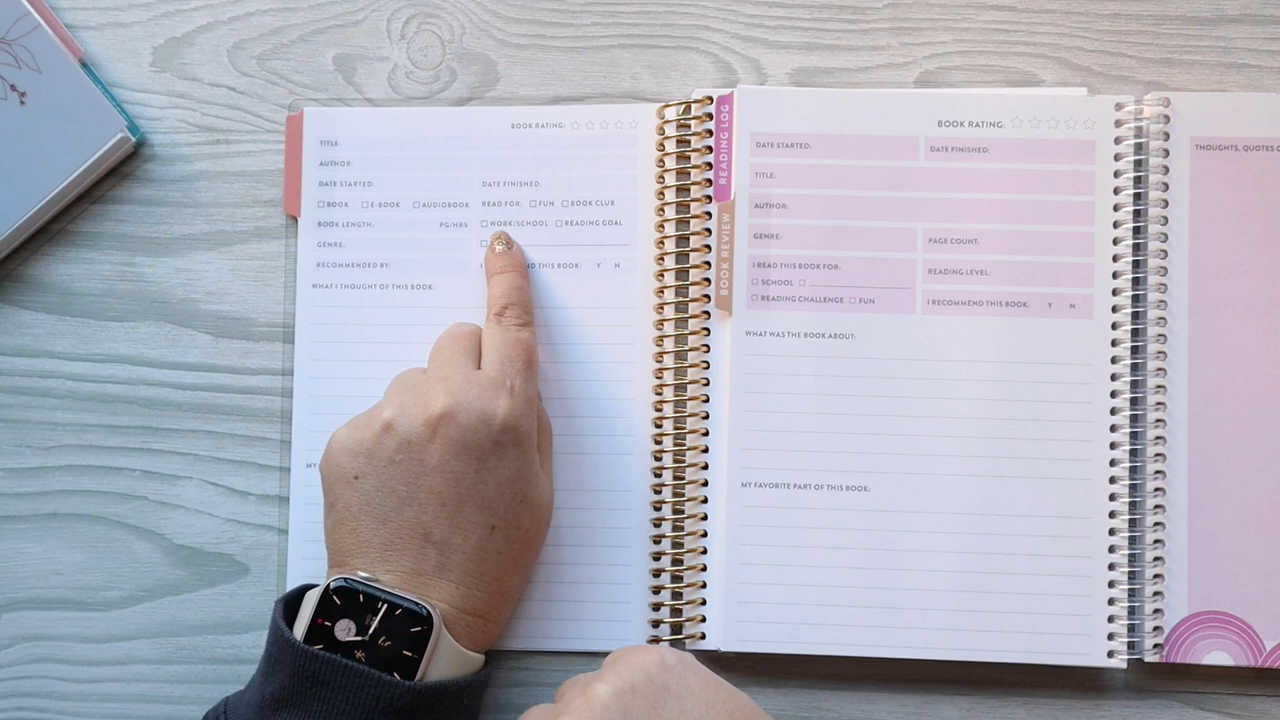 BOOK RATING:
TITLE:
AUTHOR:
DATE STARTED: DATE FINISHED:
BOOK E-BOOK AUDIOBOOK READ FOR: FUN BOOK CLUB
BOOK LENGTH: PG/HRS WORK/SCHOOL READING GOAL
GENRE:
RECOMMENDED BY: I ND THIS BOOK: Y N
WHAT I THOUGHT OF THIS BOOK:
MY
READING LOG
BOOK REVIEW
BOOK RATING:
DATE STARTED: DATE FINISHED:
TITLE:
AUTHOR:
GENRE: PAGE COUNT:
I READ THIS BOOK FOR: READING LEVEL:
SCHOOL
READING CHALLENGE FUN I RECOMMEND THIS BOOK: Y N
WHAT WAS THE BOOK ABOUT:
MY FAVORITE PART OF THIS BOOK:
THOUGHTS, QUOTES